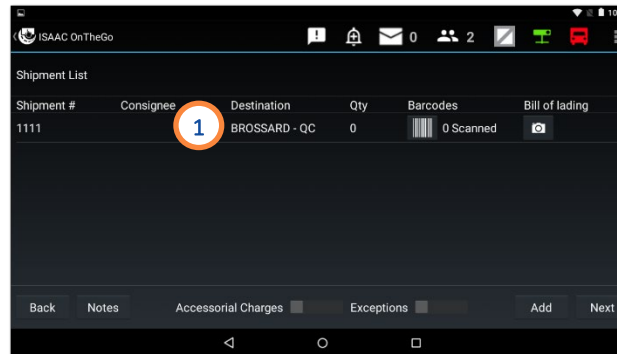 10
ISAAC OnTheGo
0
2
Shipment List
Shipment # Consignee Destination Qty Barcodes Bill of lading
1111 1 BROSSARD - QC 0 0 Scanned
Back Notes Accessorial Charges Exceptions Add Next